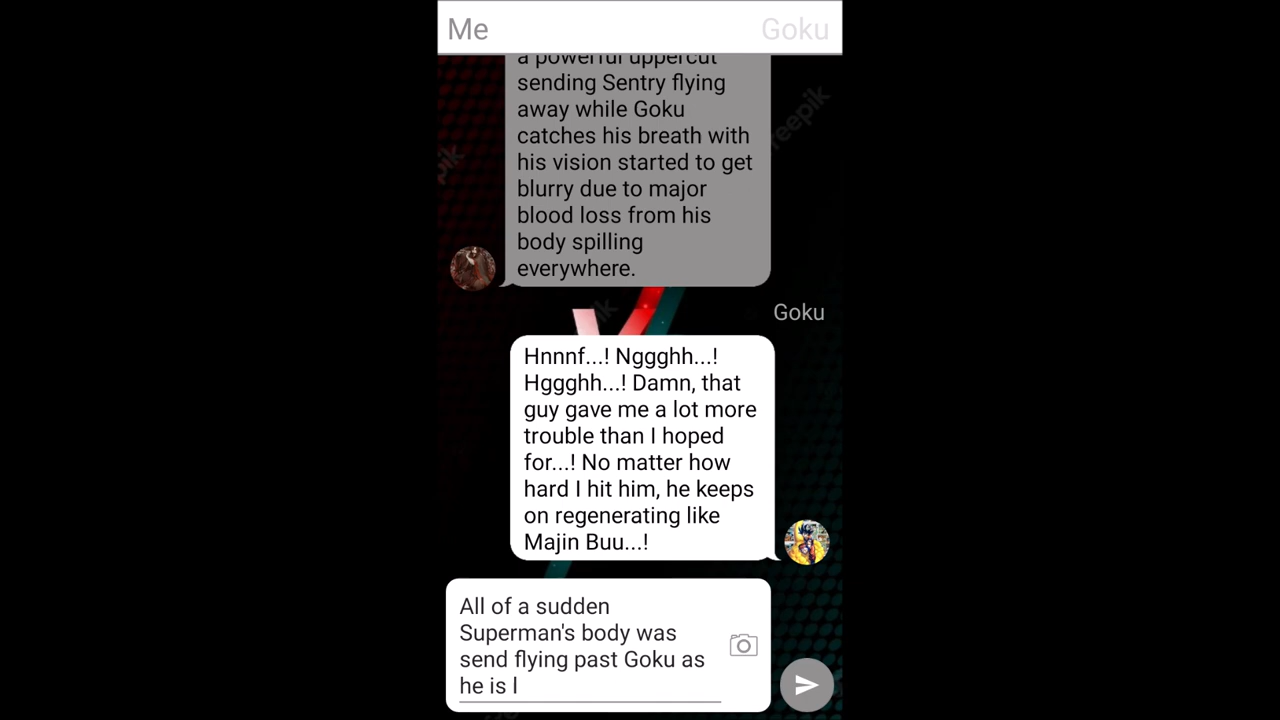 Me
Goku
a powerful uppercut
sending Sentry flying
away while Goku
catches his breath with
his vision started to get
blurry due to major
blood loss from his
body spilling
everywhere.
Goku
Hnnnf...! Nggghh...!
Hggghh...! Damn, that
guy gave me a lot more
trouble than I hoped
for...! No matter how
hard I hit him, he keeps
on regenerating like
Majin Buu...!
All of a sudden
Superman's body was
send flying past Goku as
he is l